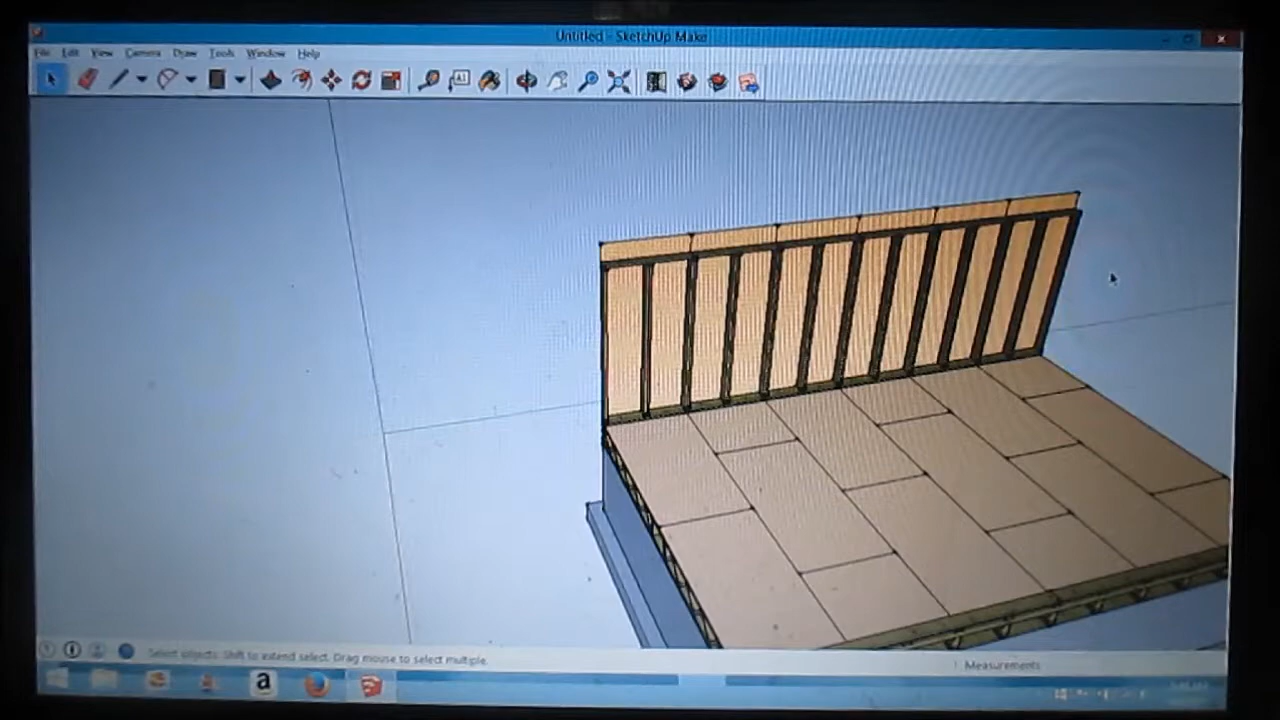 Untitled - SketchUp Make
File Edit View Camera Draw Tools Window Help
A1
Select objects. Shift to extend select. Drag mouse to select multiple.
Measurements
a